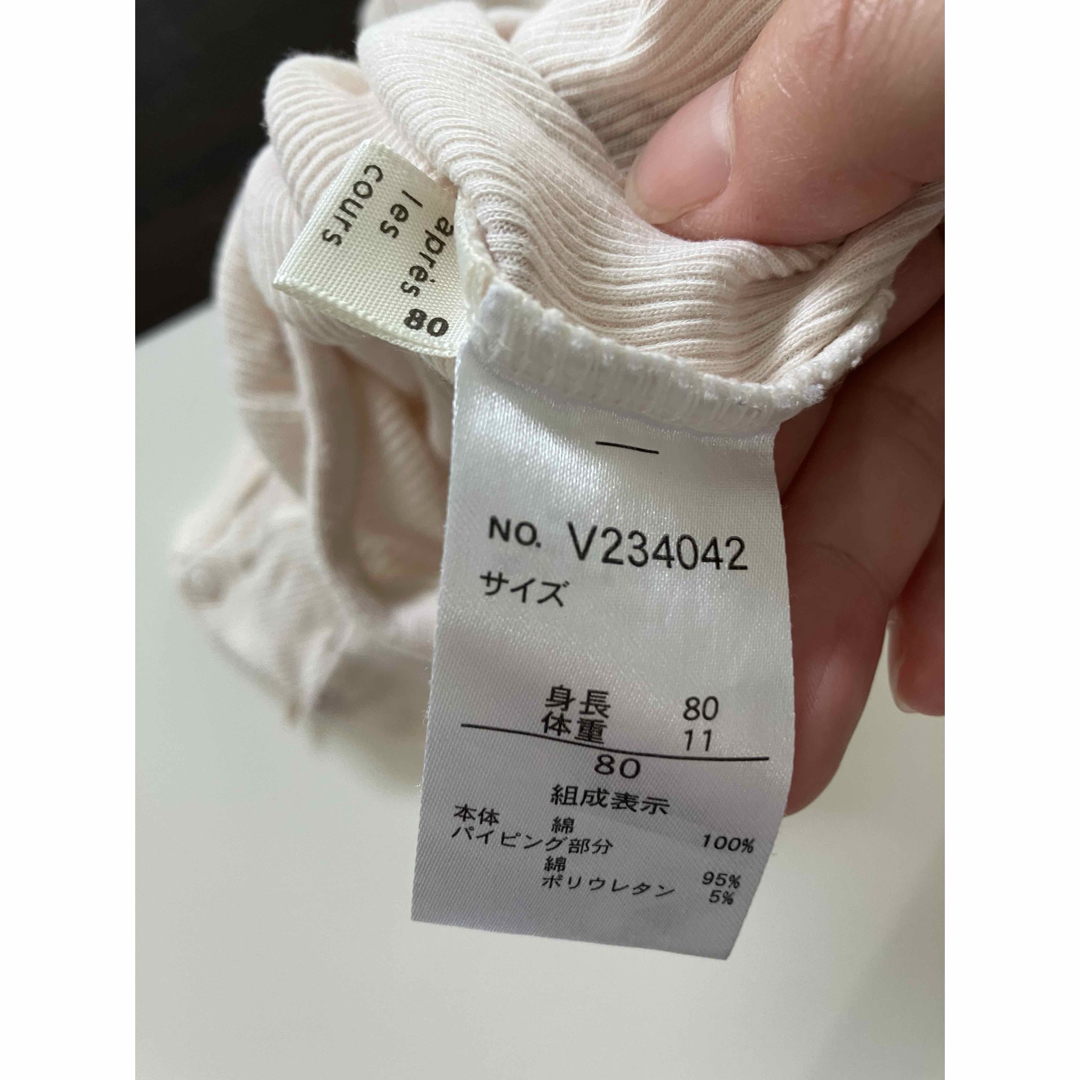 après
les
cours
80
NO. V234042
サイズ
身長 80
体重 11
80
組成表示
本体 綿 100%
パイピング部分
綿 95%
ポリウレタン 5%